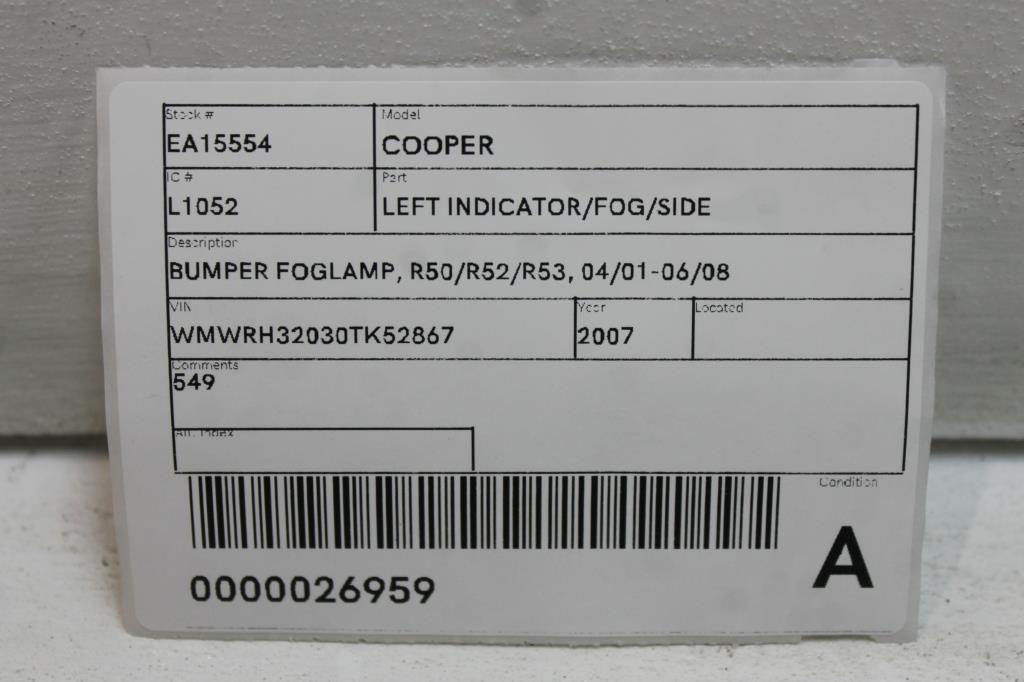 Stock # Model
EA15554 COOPER
IC # Part
L1052 LEFT INDICATOR/FOG/SIDE
Description
BUMPER FOGLAMP, R50/R52/R53, 04/01-06/08
VIN Year Located
WMWRH32030TK52867 2007
Comments
549
Alt. Index
Condition
A
0000026959